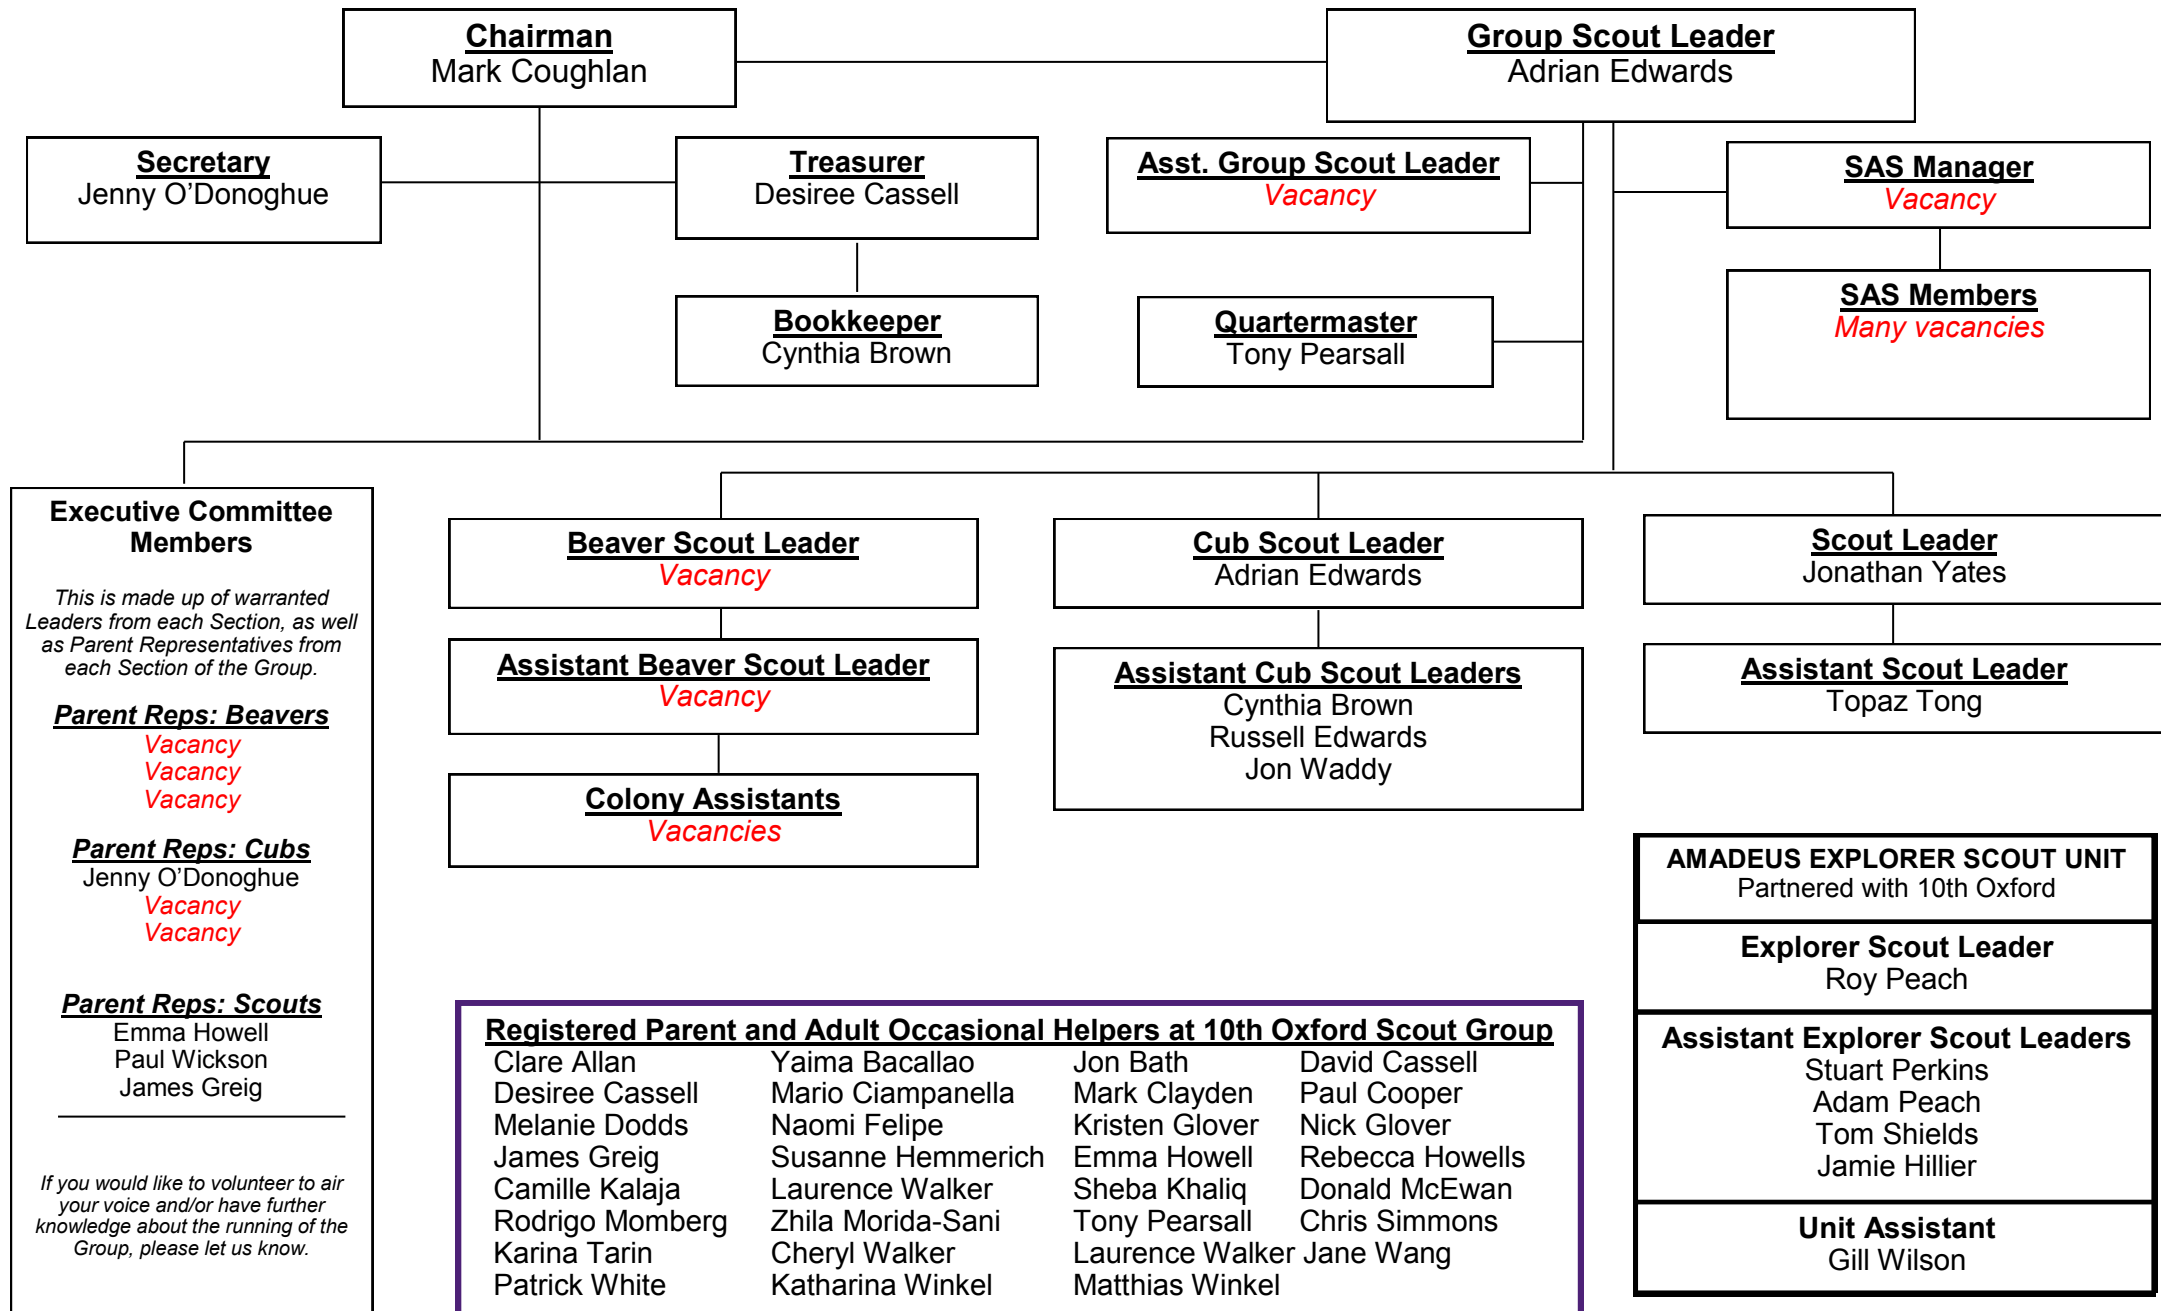 Chairman
Mark Coughlan
Group Scout Leader
Adrian Edwards
Secretary
Jenny O’Donoghue
Treasurer
Desiree Cassell
Asst. Group Scout Leader
Vacancy
SAS Manager
Vacancy
Bookkeeper
Cynthia Brown
Quartermaster
Tony Pearsall
SAS Members
Many vacancies
Executive Committee
Members
This is made up of warranted
Leaders from each Section, as well
as Parent Representatives from
each Section of the Group.
Parent Reps: Beavers
Vacancy
Vacancy
Vacancy
Parent Reps: Cubs
Jenny O’Donoghue
Vacancy
Vacancy
Parent Reps: Scouts
Emma Howell
Paul Wickson
James Greig
If you would like to volunteer to air
your voice and/or have further
knowledge about the running of the
Group, please let us know.
Beaver Scout Leader
Vacancy
Assistant Beaver Scout Leader
Vacancy
Colony Assistants
Vacancies
Cub Scout Leader
Adrian Edwards
Assistant Cub Scout Leaders
Cynthia Brown
Russell Edwards
Jon Waddy
Scout Leader
Jonathan Yates
Assistant Scout Leader
Topaz Tong
AMADEUS EXPLORER SCOUT UNIT
Partnered with 10th Oxford
Explorer Scout Leader
Roy Peach
Assistant Explorer Scout Leaders
Stuart Perkins
Adam Peach
Tom Shields
Jamie Hillier
Unit Assistant
Gill Wilson
Registered Parent and Adult Occasional Helpers at 10th Oxford Scout Group
Clare Allan Yaima Bacallao Jon Bath David Cassell
Desiree Cassell Mario Ciampanella Mark Clayden Paul Cooper
Melanie Dodds Naomi Felipe Kristen Glover Nick Glover
James Greig Susanne Hemmerich Emma Howell Rebecca Howells
Camille Kalaja Laurence Walker Sheba Khaliq Donald McEwan
Rodrigo Momberg Zhila Morida-Sani Tony Pearsall Chris Simmons
Karina Tarin Cheryl Walker Laurence Walker Jane Wang
Patrick White Katharina Winkel Matthias Winkel